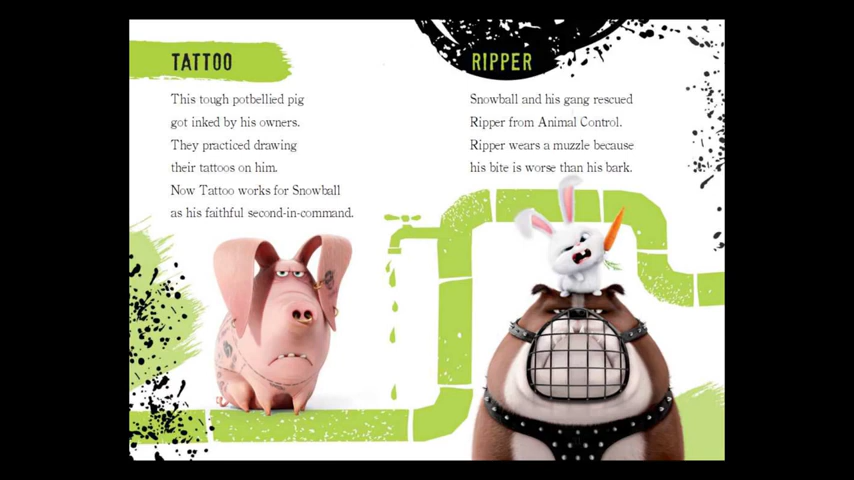 TATTOO
This tough potbellied pig
got inked by his owners.
They practiced drawing
their tattoos on him.
Now Tattoo works for Snowball
as his faithful second-in-command.
RIPPER
Snowball and his gang rescued
Ripper from Animal Control.
Ripper wears a muzzle because
his bite is worse than his bark.